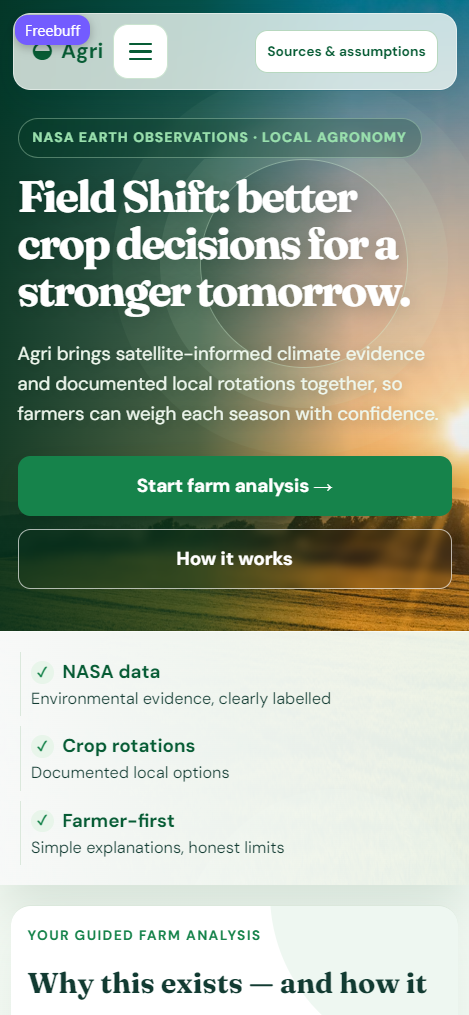 Freebuff
Agri
Sources & assumptions
NASA EARTH OBSERVATIONS · LOCAL AGRONOMY
Field Shift: better
crop decisions for a
stronger tomorrow.
Agri brings satellite-informed climate evidence
and documented local rotations together, so
farmers can weigh each season with confidence.
Start farm analysis →
How it works
✓ NASA data
Environmental evidence, clearly labelled
✓ Crop rotations
Documented local options
✓ Farmer-first
Simple explanations, honest limits
YOUR GUIDED FARM ANALYSIS
Why this exists — and how it